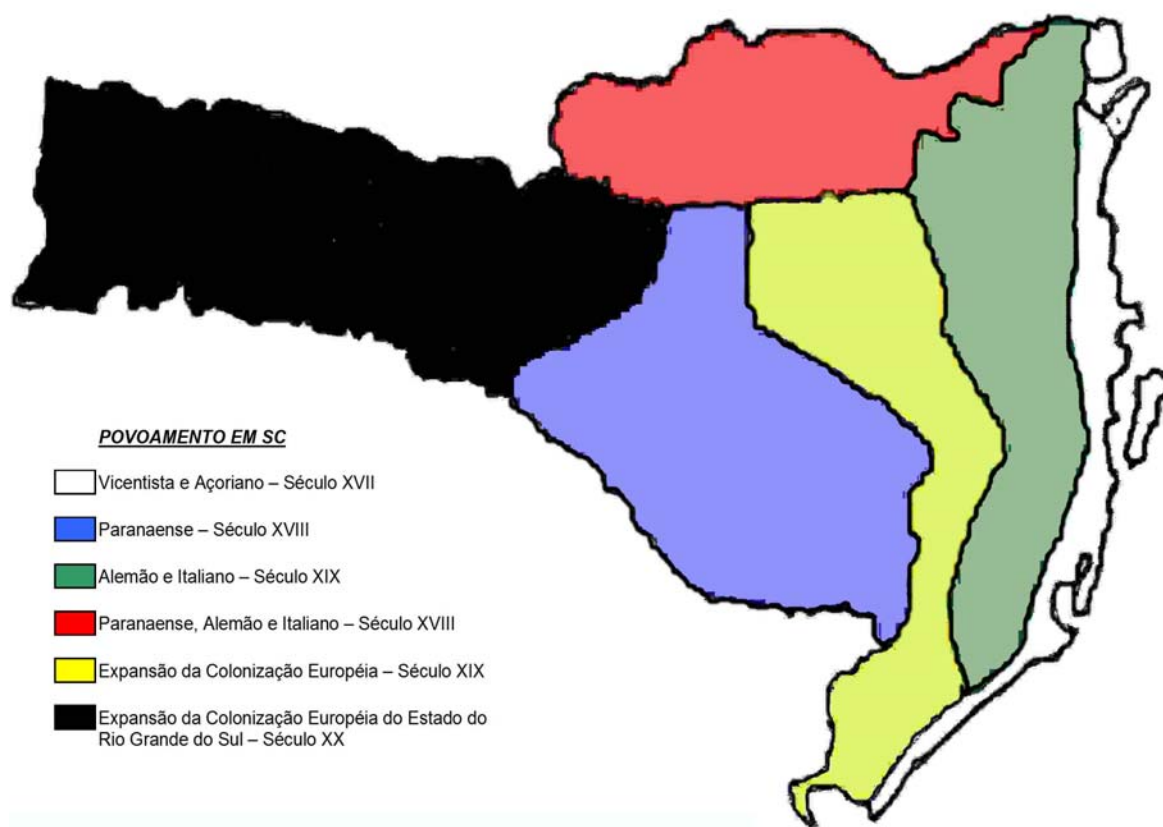 POVOAMENTO EM SC
Vicentista e Açoriano – Século XVII
Paranaense – Século XVIII
Alemão e Italiano – Século XIX
Paranaense, Alemão e Italiano – Século XVIII
Expansão da Colonização Européia – Século XIX
Expansão da Colonização Européia do Estado do
Rio Grande do Sul – Século XX